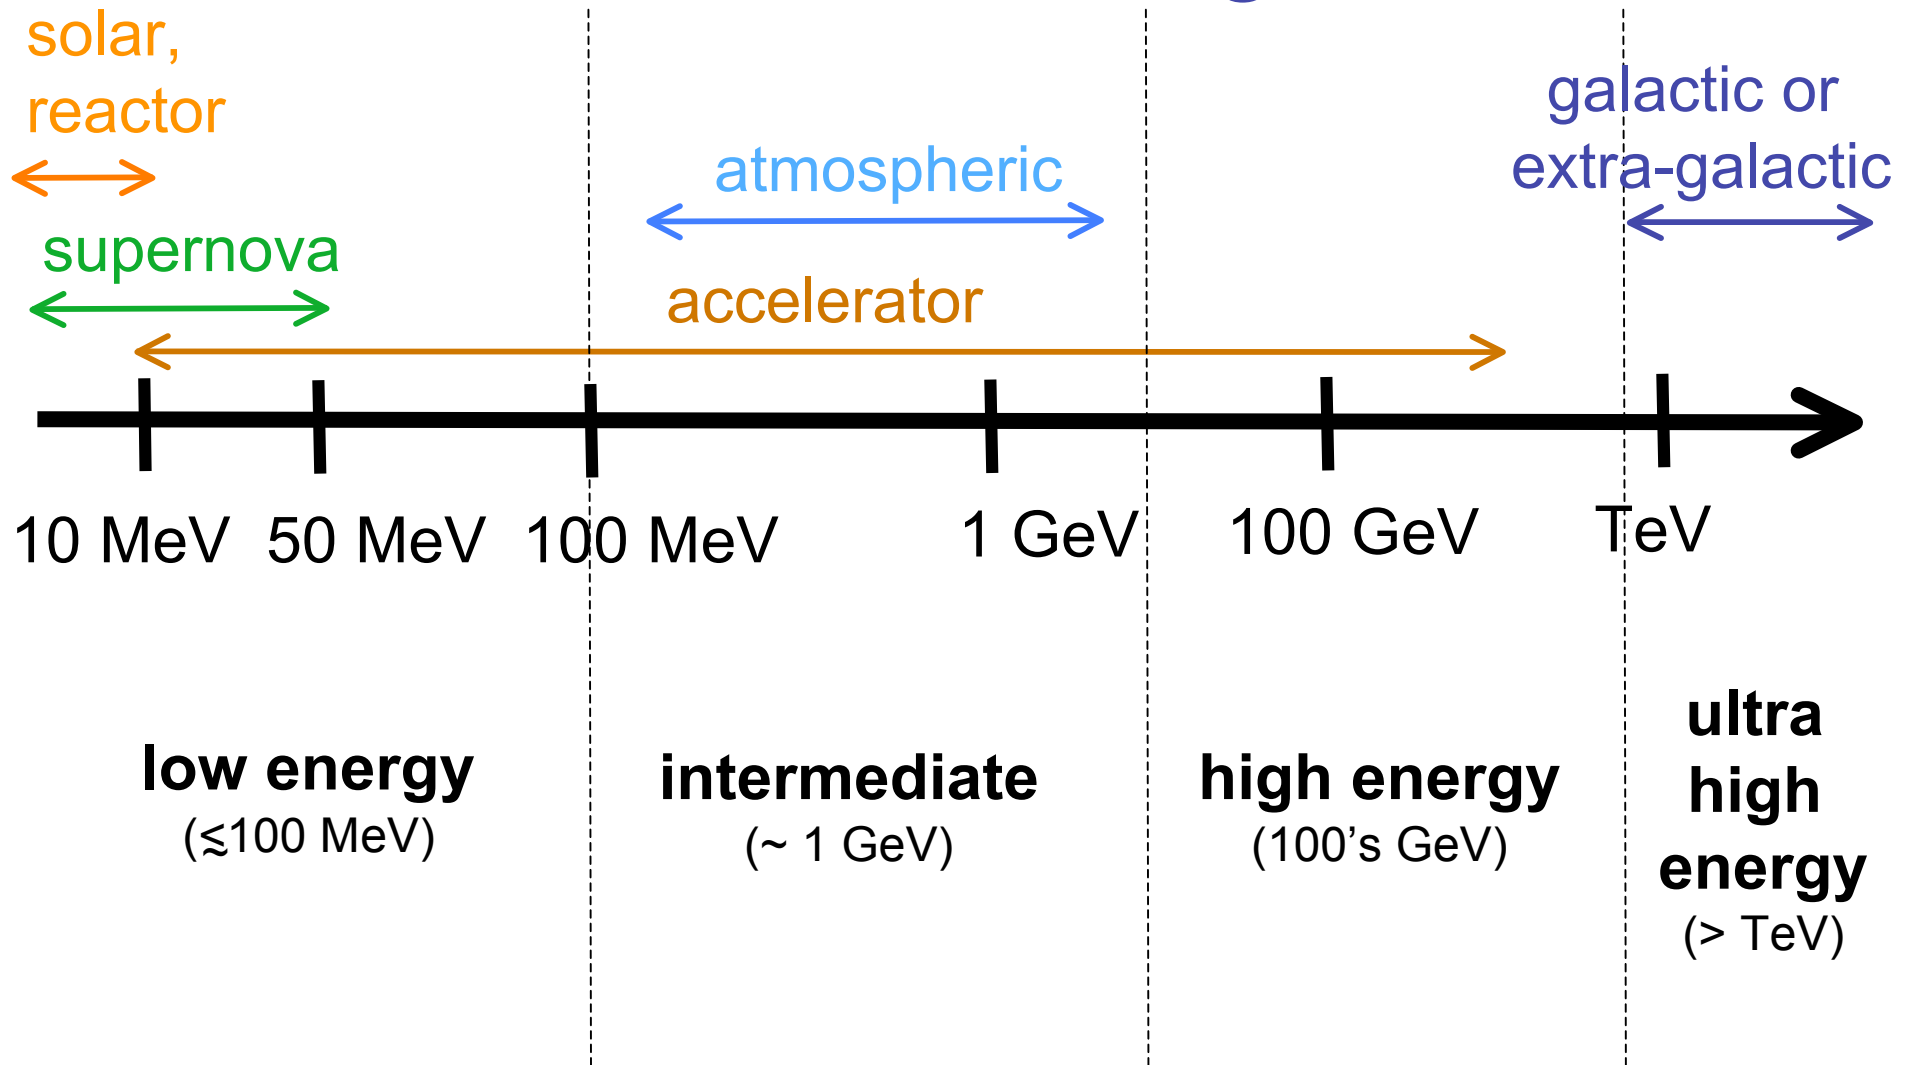 solar,
reactor
galactic or
extra-galactic
atmospheric
supernova
accelerator
10 MeV 50 MeV 100 MeV 1 GeV 100 GeV TeV
low energy
(≲100 MeV)
intermediate
(~ 1 GeV)
high energy
(100’s GeV)
ultra
high
energy
(> TeV)